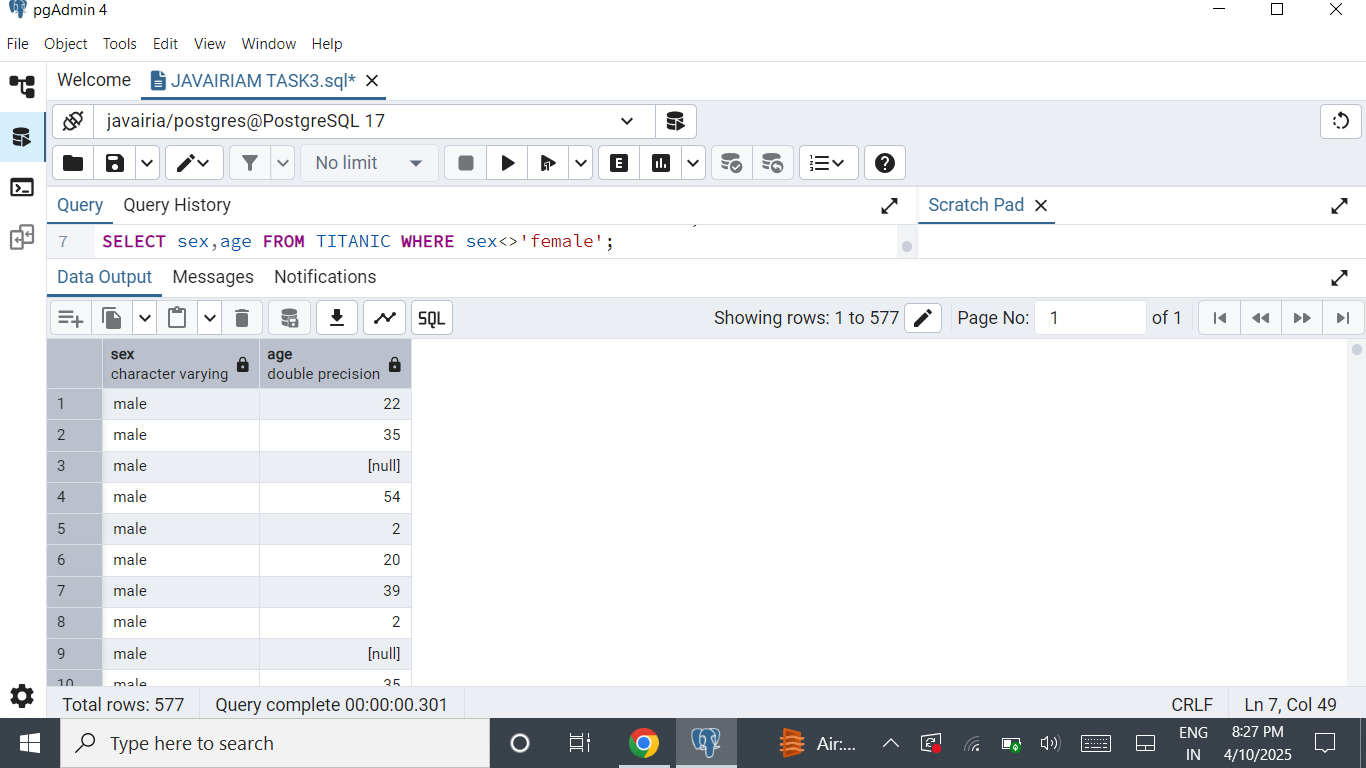 pgAdmin 4
File Object Tools Edit View Window Help
Welcome JAVAIRIAM TASK3.sql*
javairia/postgres@PostgreSQL 17
No limit
E
Query Query History
Scratch Pad
7 SELECT sex,age FROM TITANIC WHERE sex<>'female';
Data Output Messages Notifications
SQL
Showing rows: 1 to 577
Page No: 1 of 1
sex age
character varying double precision
1 male 22
2 male 35
3 male [null]
4 male 54
5 male 2
6 male 20
7 male 39
8 male 2
9 male [null]
10 male 35
Total rows: 577 Query complete 00:00:00.301 CRLF Ln 7, Col 49
Type here to search
Air:...
ENG
IN
8:27 PM
4/10/2025